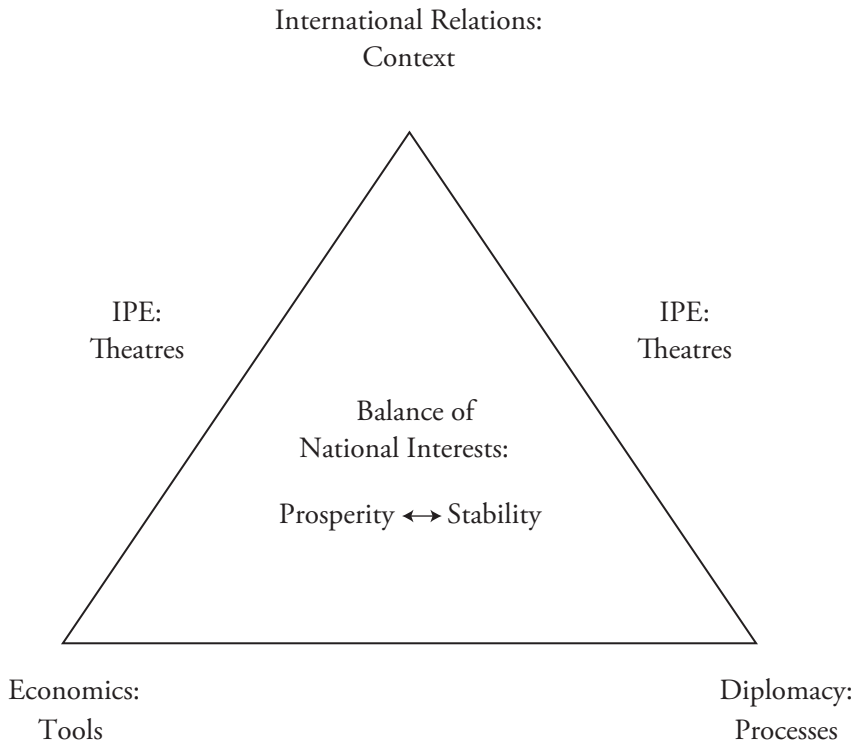 International Relations:
Context
IPE:
Theatres
IPE:
Theatres
Balance of
National Interests:
Prosperity ↔ Stability
Economics:
Tools
Diplomacy:
Processes